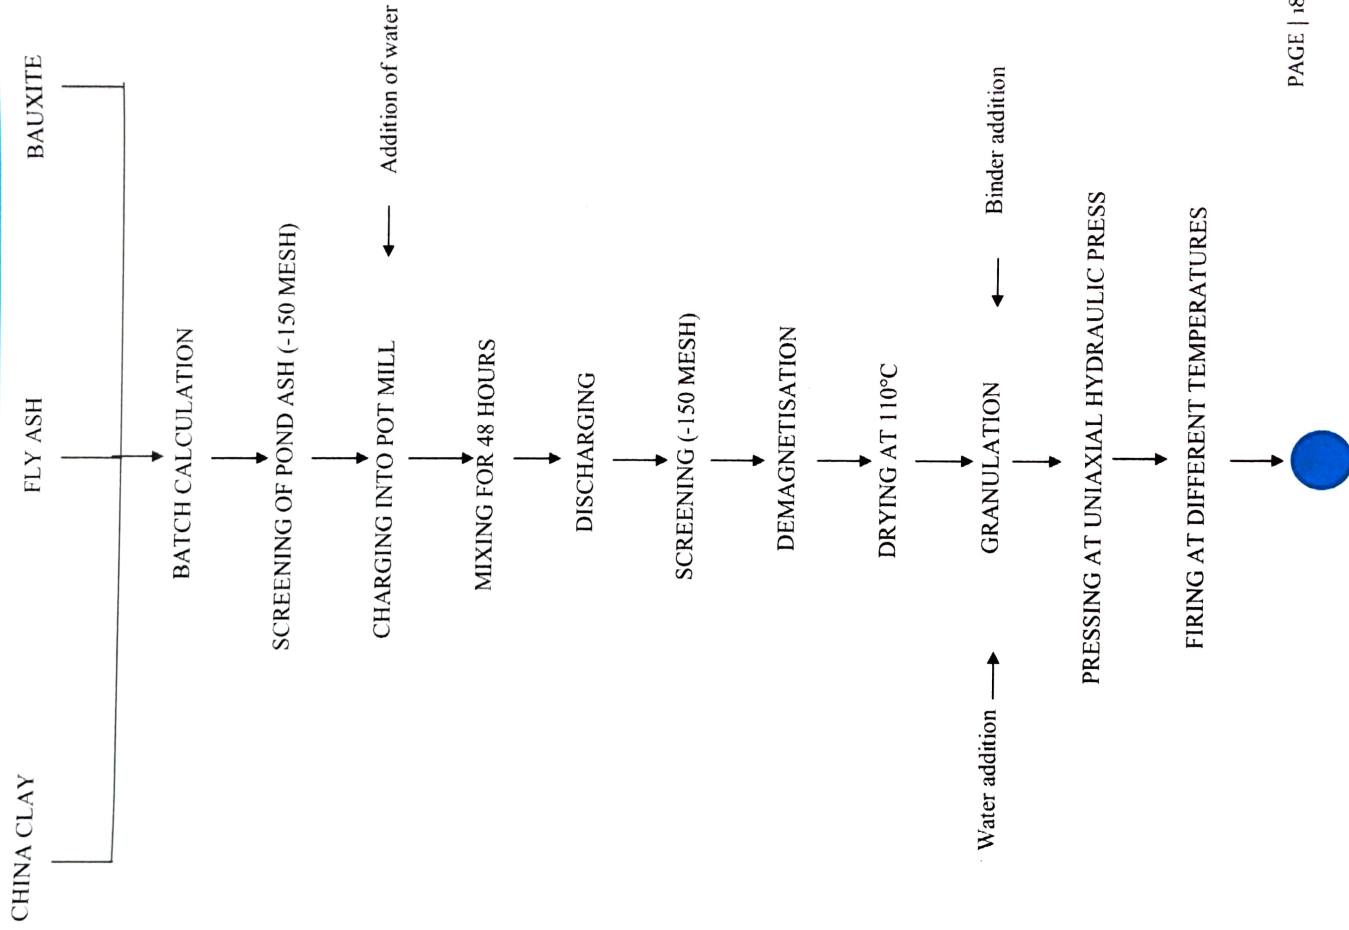 CHINA CLAY FLY ASH BAUXITE
BATCH CALCULATION
SCREENING OF POND ASH (-150 MESH)
CHARGING INTO POT MILL Addition of water
MIXING FOR 48 HOURS
DISCHARGING
SCREENING (-150 MESH)
DEMAGNETISATION
DRYING AT 110°C
Water addition GRANULATION Binder addition
PRESSING AT UNIAXIAL HYDRAULIC PRESS
FIRING AT DIFFERENT TEMPERATURES
PAGE | 18